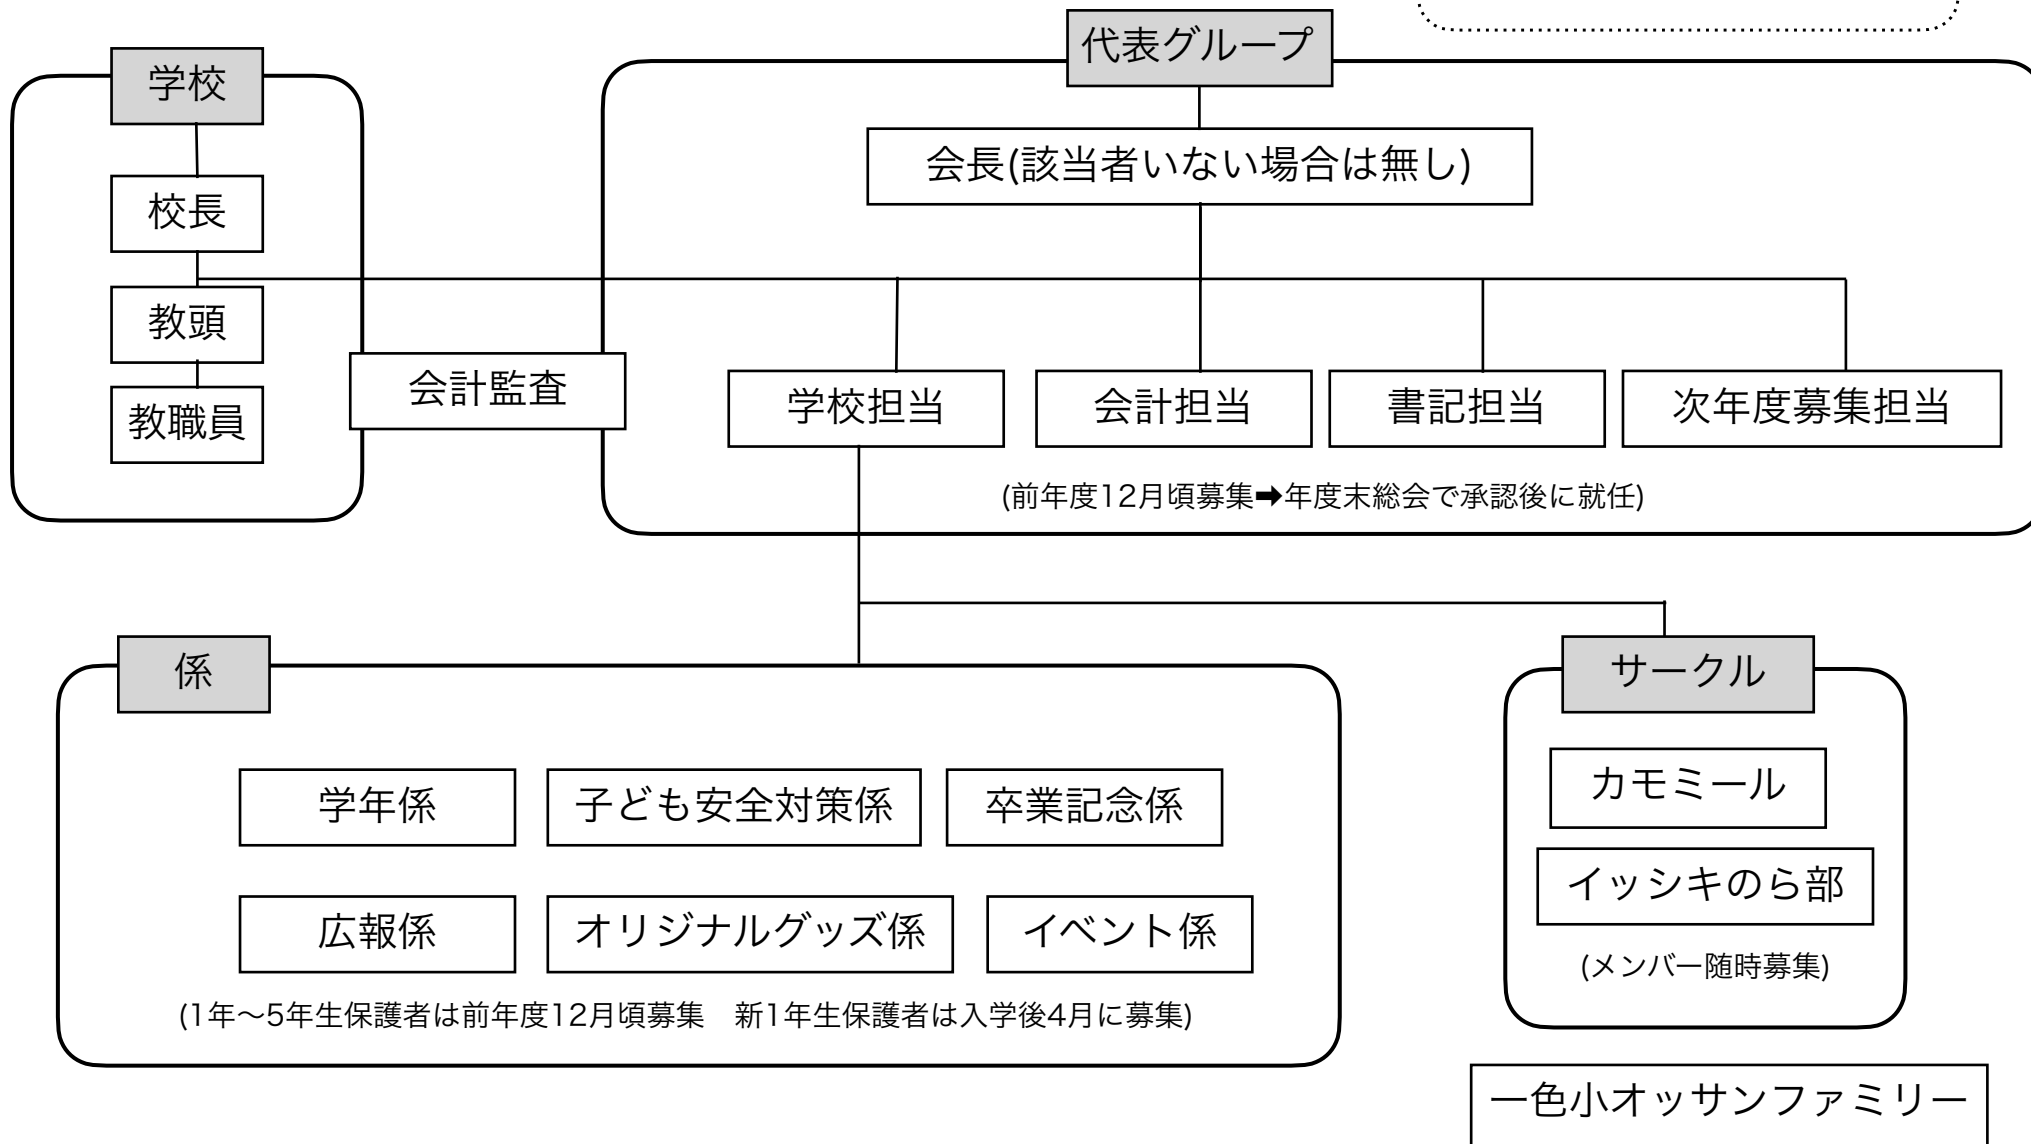 代表グループ
学校
会長(該当者いない場合は無し)
校長
教頭
教職員
会計監査
学校担当
会計担当
書記担当
次年度募集担当
(前年度12月頃募集➡年度末総会で承認後に就任)
係
サークル
学年係
子ども安全対策係
卒業記念係
カモミール
広報係
オリジナルグッズ係
イベント係
イッシキのら部
(メンバー随時募集)
(1年〜5年生保護者は前年度12月頃募集　新1年生保護者は入学後4月に募集)
一色小オッサンファミリー